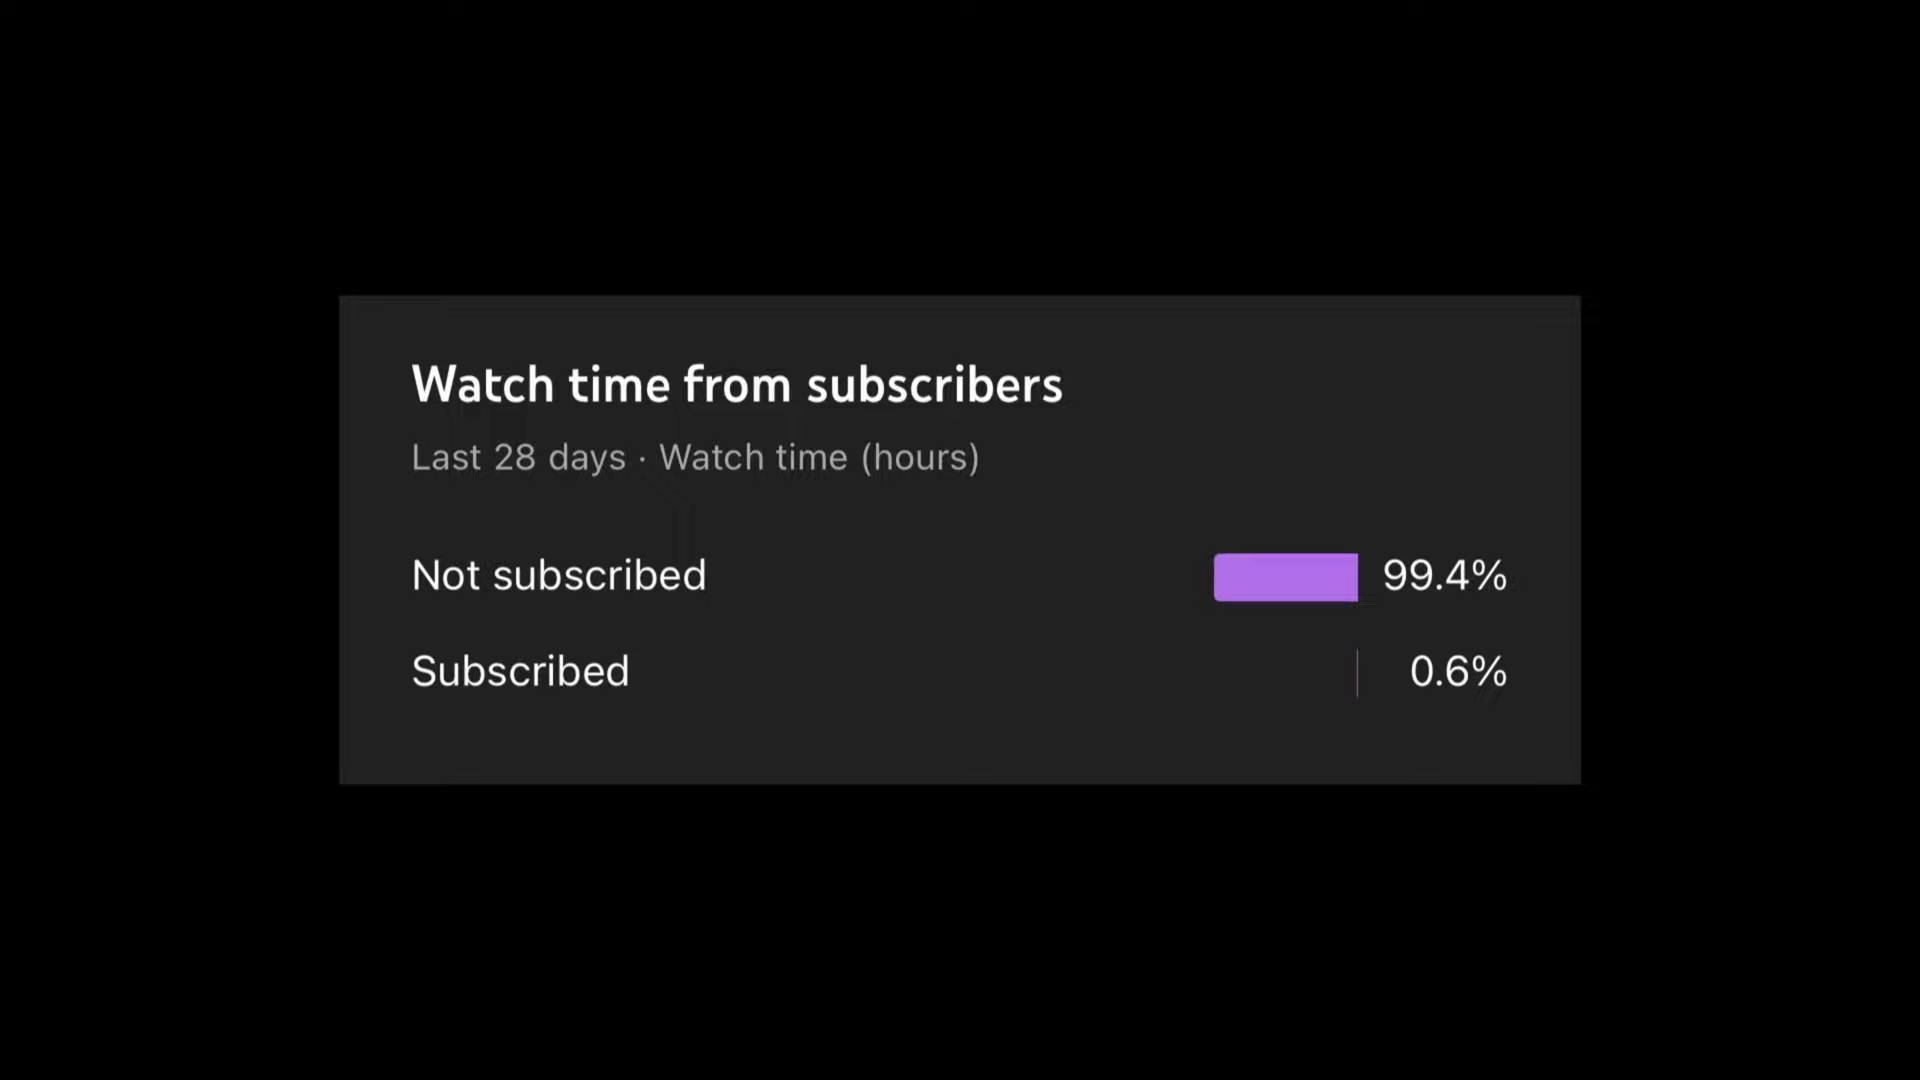 Watch time from subscribers
Last 28 days · Watch time (hours)
Not subscribed 99.4%
Subscribed 0.6%